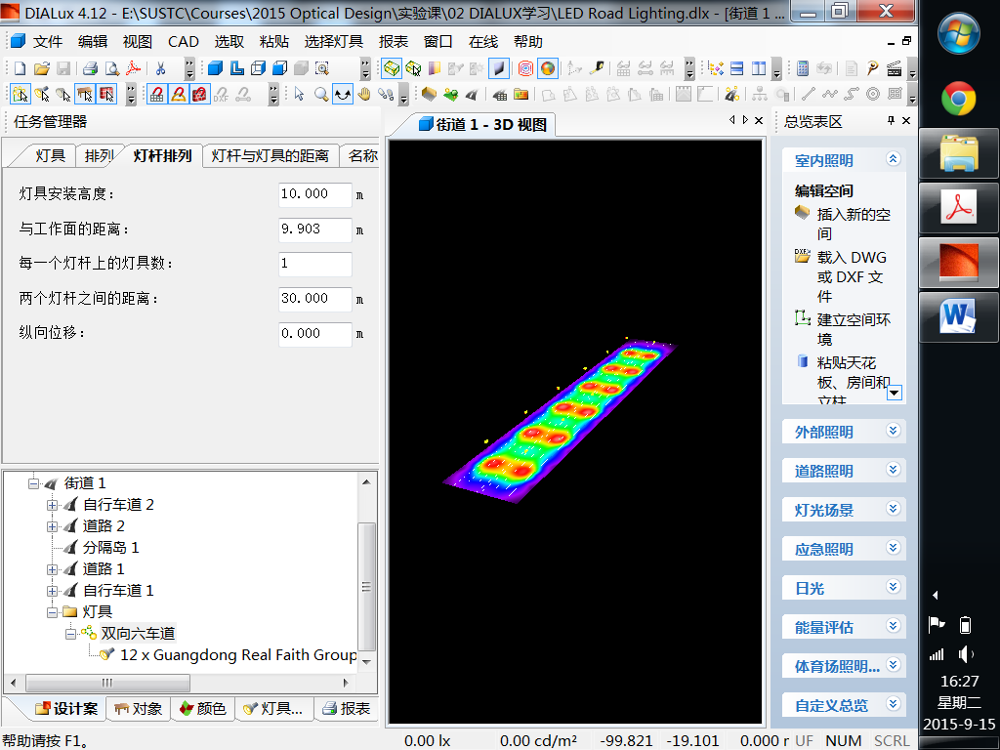 DIALux 4.12 - E:\SUSTC\Courses\2015 Optical Design\实验课\02 DIALUX学习\LED Road Lighting.dlx - [街道 1 ...
文件 编辑 视图 CAD 选取 粘贴 选择灯具 报表 窗口 在线 帮助
任务管理器
灯具 排列 灯杆排列 灯杆与灯具的距离 名称
灯具安装高度: 10.000 m
与工作面的距离: 9.903 m
每一个灯杆上的灯具数: 1
两个灯杆之间的距离: 30.000 m
纵向位移: 0.000 m
街道 1
自行车道 2
道路 2
分隔岛 1
道路 1
自行车道 1
灯具
双向六车道
12 x Guangdong Real Faith Group
设计案 对象 颜色 灯具... 报表
街道 1 - 3D 视图
总览表区
室内照明
编辑空间
插入新的空
间
DXF
载入 DWG
或 DXF 文
件
建立空间环
境
粘贴天花
板、房间和
立柱
外部照明
道路照明
灯光场景
应急照明
日光
能量评估
体育场照明...
自定义总览
帮助请按 F1。 0.00 lx 0.00 cd/m² -99.821 -19.101 0.000 r UF NUM SCRL
16:27
星期二
2015-9-15